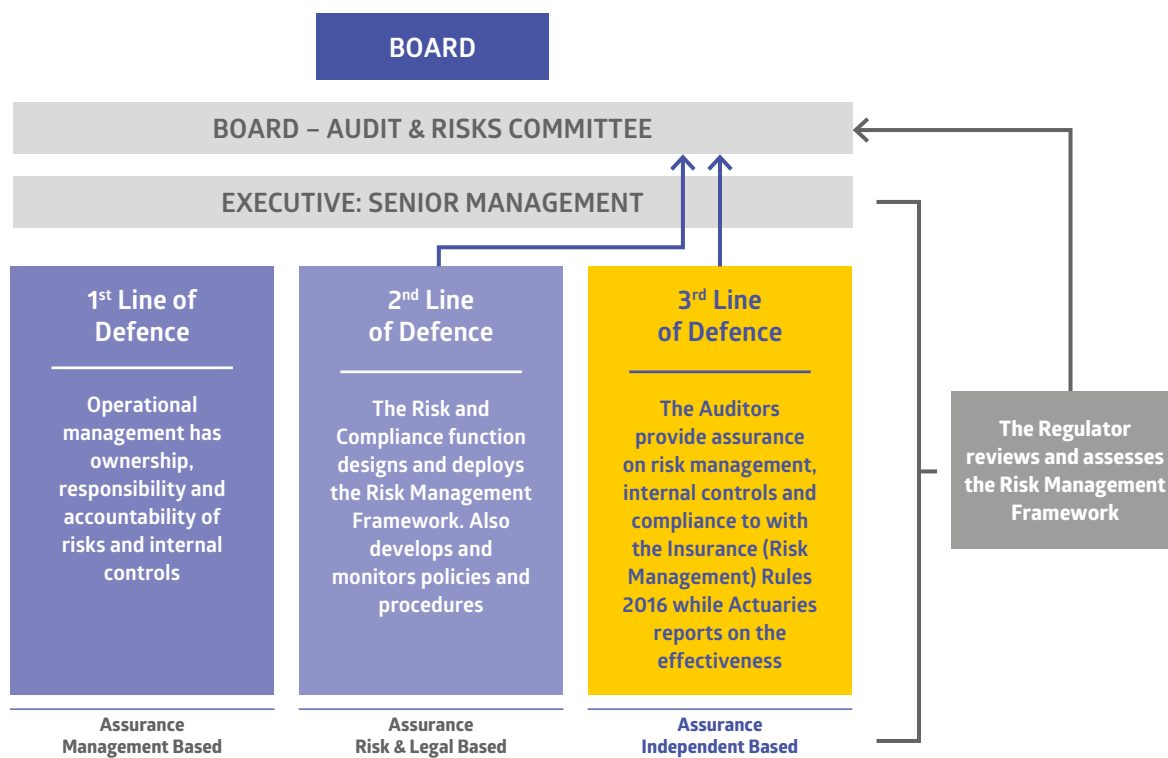 BOARD
BOARD – AUDIT & RISKS COMMITTEE
EXECUTIVE: SENIOR MANAGEMENT
1st Line of
Defence
Operational
management has
ownership,
responsibility and
accountability of
risks and internal
controls
Assurance
Management Based
2nd Line
of Defence
The Risk and
Compliance function
designs and deploys
the Risk Management
Framework. Also
develops and
monitors policies and
procedures
Assurance
Risk & Legal Based
3rd Line
of Defence
The Auditors
provide assurance
on risk management,
internal controls and
compliance to with
the Insurance (Risk
Management) Rules
2016 while Actuaries
reports on the
effectiveness
Assurance
Independent Based
The Regulator
reviews and assesses
the Risk Management
Framework